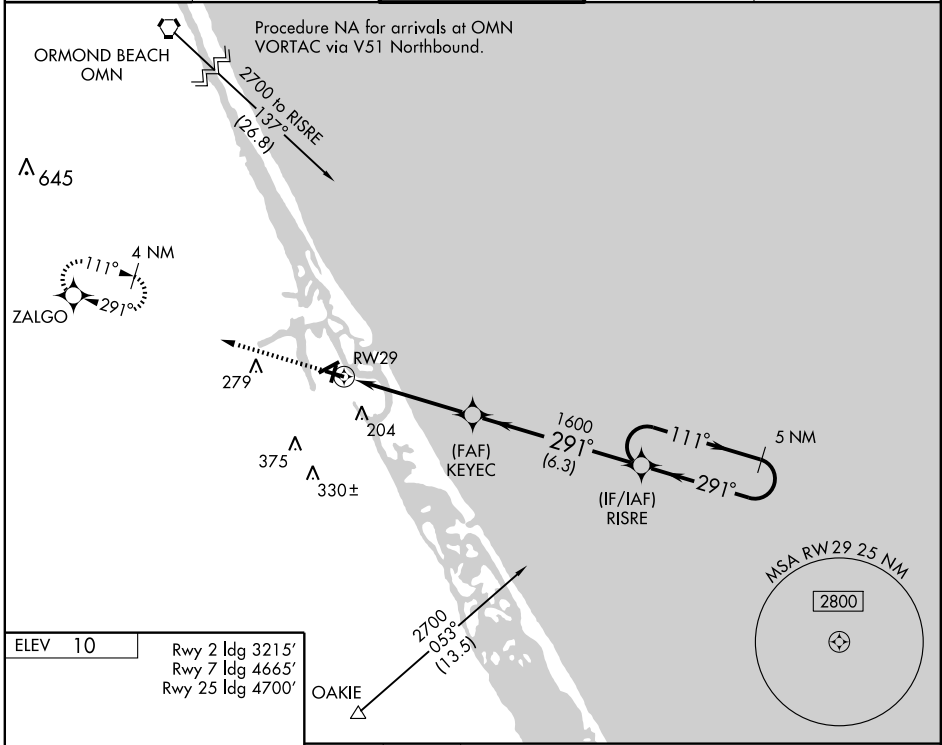 Procedure NA for arrivals at OMN
VORTAC via V51 Northbound.
ORMOND BEACH
OMN
2700 to RISRE
137°
(26.8)
645
4 NM
111°
291°
ZALGO
RW29
279
204
375
330±
(FAF)
KEYEC
1600
291°
(6.3)
111°
5 NM
291°
(IF/IAF)
RISRE
MSA RW29 25 NM
2800
2700
053°
(13.5)
OAKIE
ELEV 10
Rwy 2 ldg 3215'
Rwy 7 ldg 4665'
Rwy 25 ldg 4700'